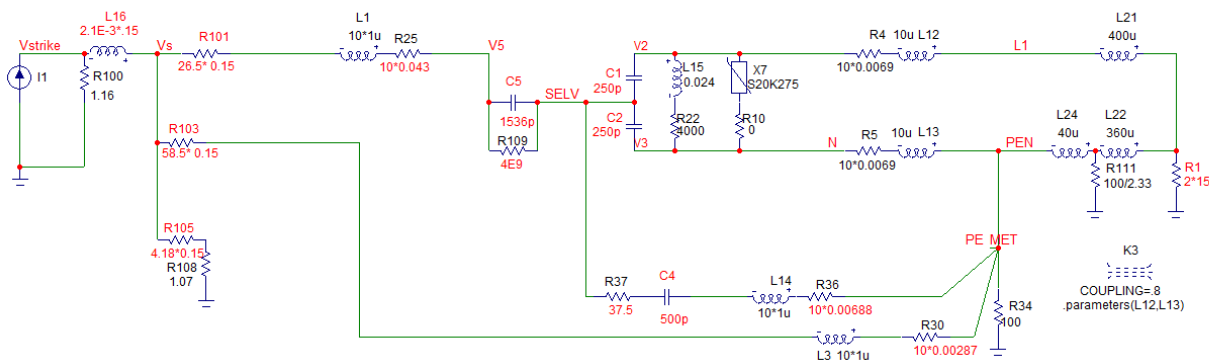 L16
2.1E-3*.15
Vstrike
Vs
I1
R100
1.16
R101
26.5* 0.15
L1
10*1u
R25
10*0.043
V5
C5
1536p
R109
4E9
SELV
R103
58.5* 0.15
R105
4.18*0.15
R108
1.07
V2
C1
250p
C2
250p
V3
L15
0.024
R22
4000
X7
S20K275
R10
0
R4
10*0.0069
10u L12
L1
L21
400u
N
R5
10*0.0069
10u L13
PEN
L24
40u
L22
360u
R111
100/2.33
R1
2*15
PE MET
R37
37.5
C4
500p
L14
10*1u
R36
10*0.00688
R34
100
L3 10*1u
R30
10*0.00287
K3
COUPLING=.8
.parameters(L12,L13)